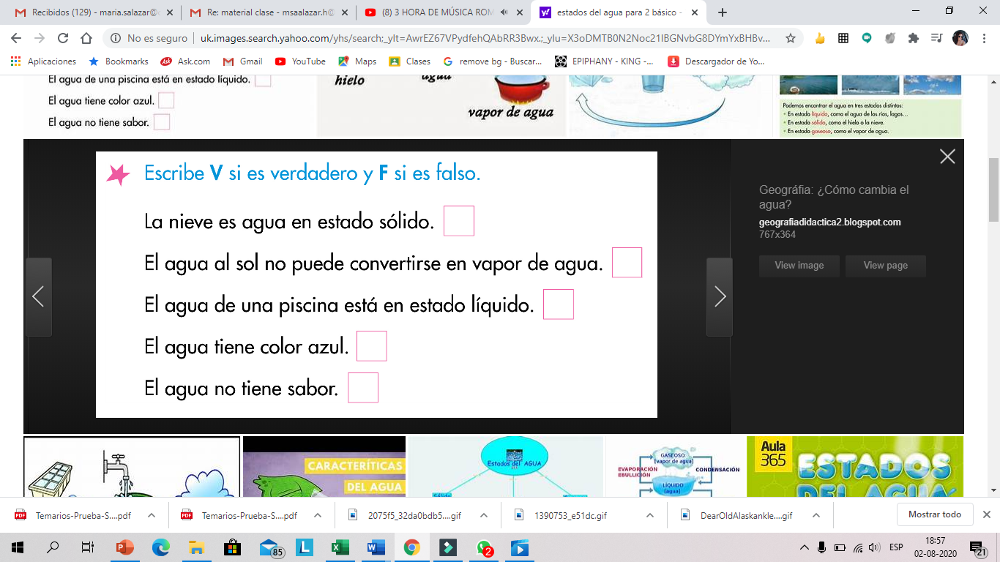 Recibidos (129) - maria.salazar@
Re: material clase - msaalazar.h@
(8) 3 HORA DE MÚSICA ROM
estados del agua para 2 básico -
No es seguro
uk.images.search.yahoo.com/yhs/search;_ylt=AwrEZ67VPydfehQAbRR3Bwx.;_ylu=X3oDMTB0N2Noc21lBGNvbG8DYmYxBHBv...
Aplicaciones
Bookmarks
Ask.com
Gmail
YouTube
Maps
Clases
remove bg - Buscar...
EPIPHANY - KING -...
Descargador de Yo...
El agua de una piscina está en estado líquido.
El agua tiene color azul.
El agua no tiene sabor.
hielo
agua
vapor de agua
Podemos encontrar el agua en tres estados distintos:
• En estado líquido, como el agua de los ríos, lagos...
• En estado sólido, como el hielo o la nieve.
• En estado gaseoso, como el vapor de agua.
Escribe V si es verdadero y F si es falso.
La nieve es agua en estado sólido.
El agua al sol no puede convertirse en vapor de agua.
El agua de una piscina está en estado líquido.
El agua tiene color azul.
El agua no tiene sabor.
Geográfia: ¿Cómo cambia el
agua?
geografiadidactica2.blogspot.com
767x364
View image
View page
CARACTERÍTICAS
DEL AGUA
Estados del AGUA
Sólido
GASEOSO
(vapor de agua)
EVAPORACIÓN
EBULLICIÓN
CONDENSACIÓN
LÍQUIDO
(agua)
Aula
365
ESTADOS
DEL AGUA
Temarios-Prueba-S....pdf
Temarios-Prueba-S....pdf
2075f5_32da0bdb5....gif
1390753_e51dc.gif
DearOldAlaskankle....gif
Mostrar todo
85
2
ESP
18:57
02-08-2020
21